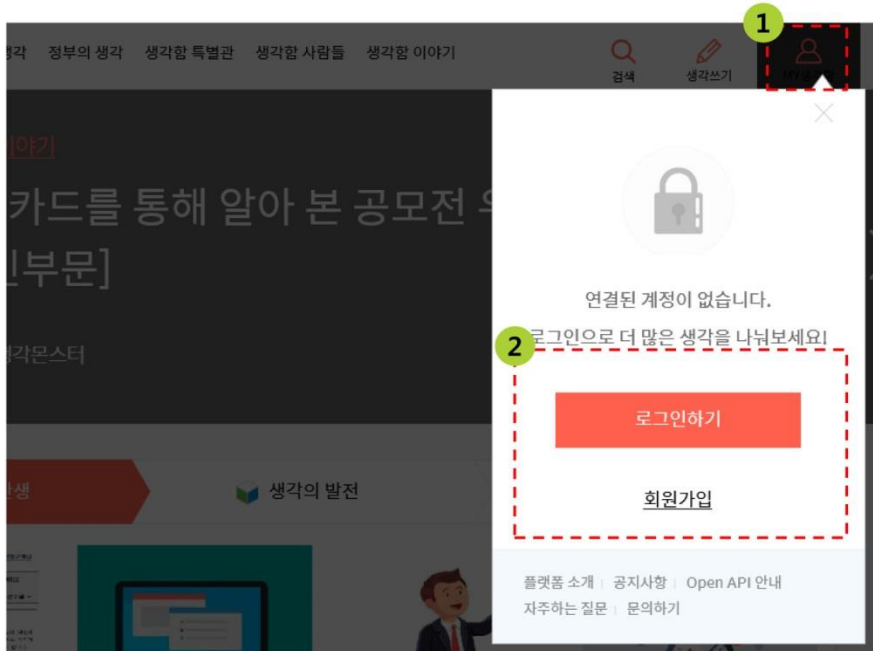 1
정부의 생각 생각함 특별관 생각함 사람들 생각함 이야기
검색 생각쓰기
이야기
카드를 통해 알아 본 공모전
부문]
생각몬스터
연결된 계정이 없습니다.
로그인으로 더 많은 생각을 나눠보세요!
2
로그인하기
회원가입
생각의 발전
플랫폼 소개 공지사항 Open API 안내
자주하는 질문 문의하기